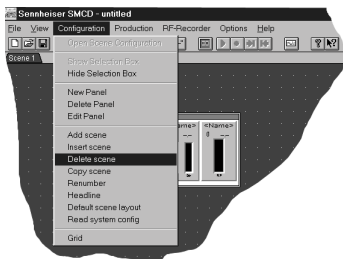 Sennheiser SMCD - untitled
File View Configuration Production RF-Recorder Options Help
Open Scene Configuration
Scene 1
Show Selection Box
Hide Selection Box
New Panel
Delete Panel
Edit Panel
Add scene
Insert scene
Delete scene
Copy scene
Renumber
Headline
Default scene layout
Read system config
Grid
<Name>